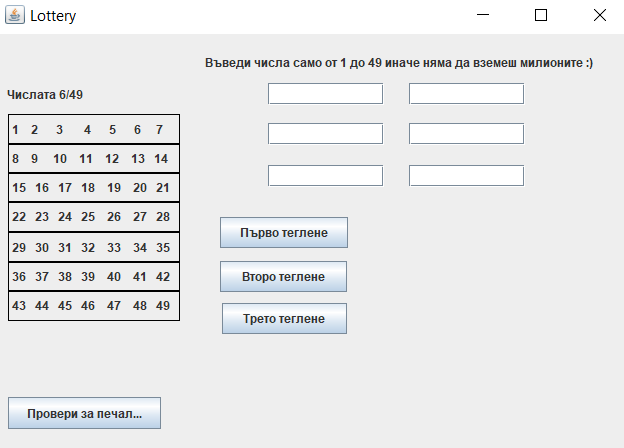 Lottery
Въведи числа само от 1 до 49 иначе няма да вземеш милионите :)
Числата 6/49
1 2 3 4 5 6 7
8 9 10 11 12 13 14
15 16 17 18 19 20 21
22 23 24 25 26 27 28
29 30 31 32 33 34 35
36 37 38 39 40 41 42
43 44 45 46 47 48 49
Първо теглене
Второ теглене
Трето теглене
Провери за печал...